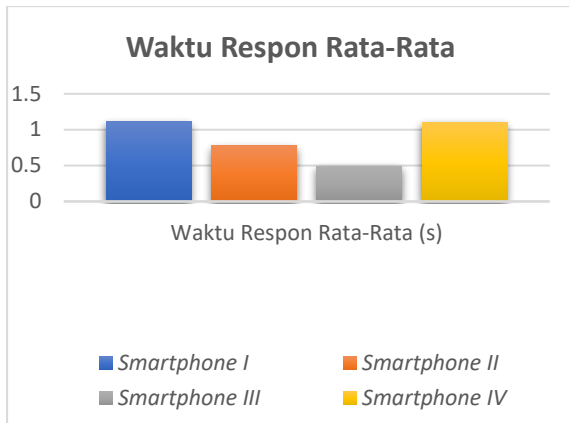 Waktu Respon Rata-Rata
1.5
1
0.5
0
Waktu Respon Rata-Rata (s)
Smartphone I
Smartphone II
Smartphone III
Smartphone IV